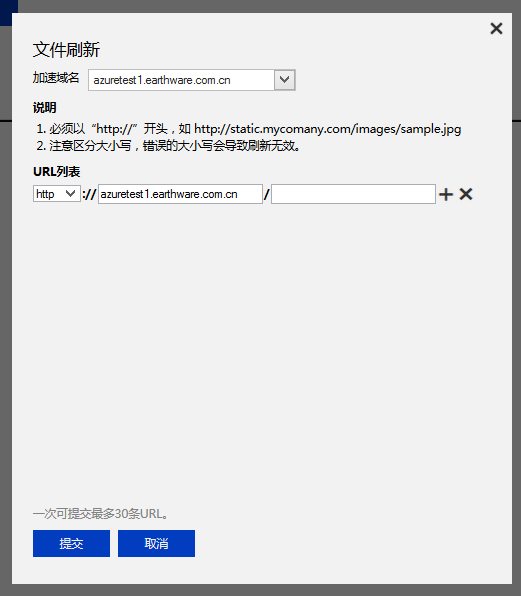 文件刷新
加速域名 azuretest1.earthware.com.cn
说明
1. 必须以“http://”开头，如 http://static.mycomany.com/images/sample.jpg
2. 注意区分大小写，错误的大小写会导致刷新无效。
URL列表
http :// azuretest1.earthware.com.cn /
一次可提交最多30条URL。
提交 取消